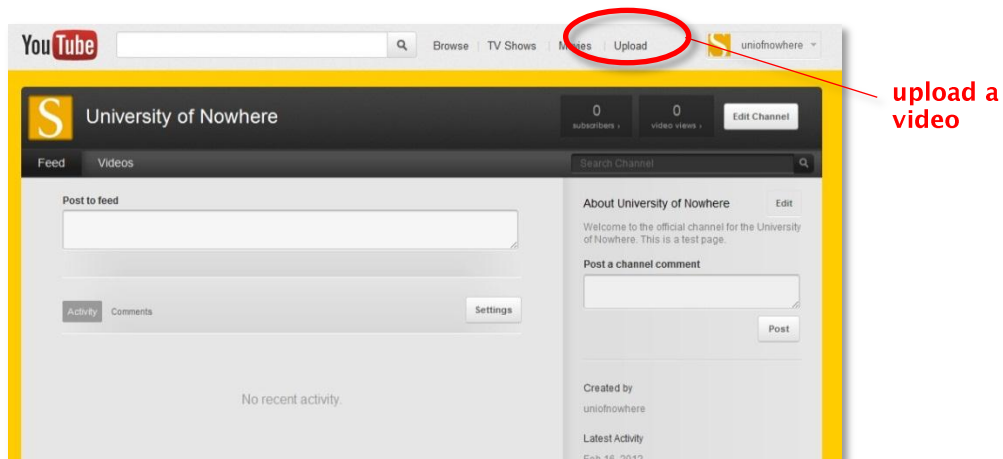 YouTube
Browse | TV Shows | Movies | Upload
uniofnowhere
upload a
video
S
University of Nowhere
0
subscribers
0
video views
Edit Channel
Feed
Videos
Search Channel
Post to feed
Activity
Comments
Settings
No recent activity.
About University of Nowhere
Edit
Welcome to the official channel for the University
of Nowhere. This is a test page.
Post a channel comment
Post
Created by
uniofnowhere
Latest Activity
Feb 16, 2012